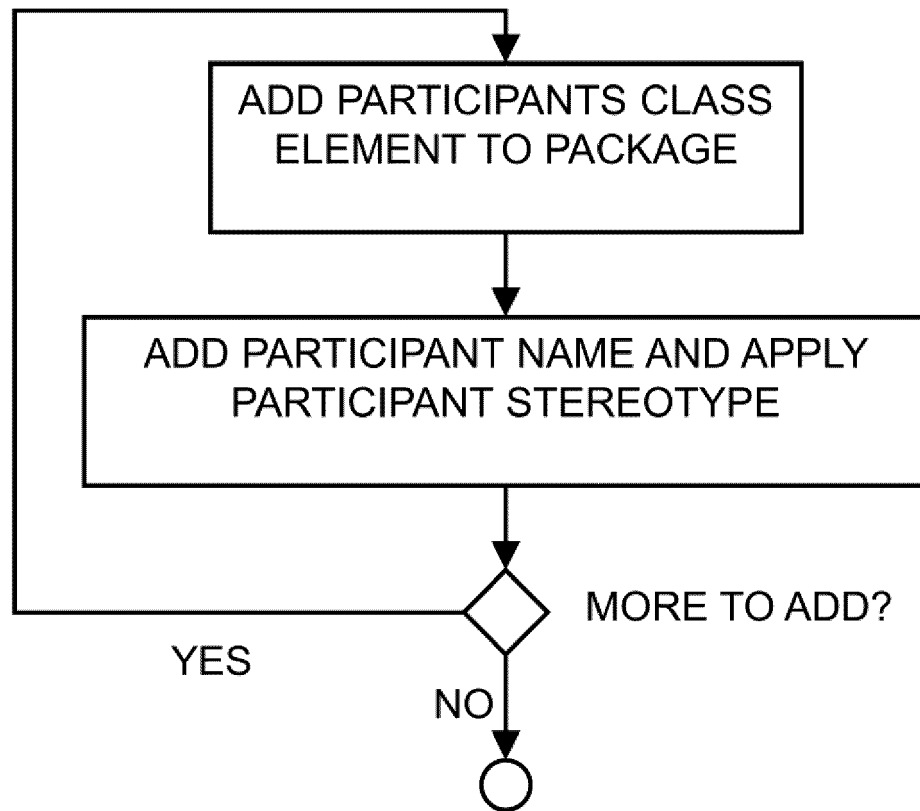 ADD PARTICIPANTS CLASS
ELEMENT TO PACKAGE
ADD PARTICIPANT NAME AND APPLY
PARTICIPANT STEREOTYPE
MORE TO ADD?
YES
NO